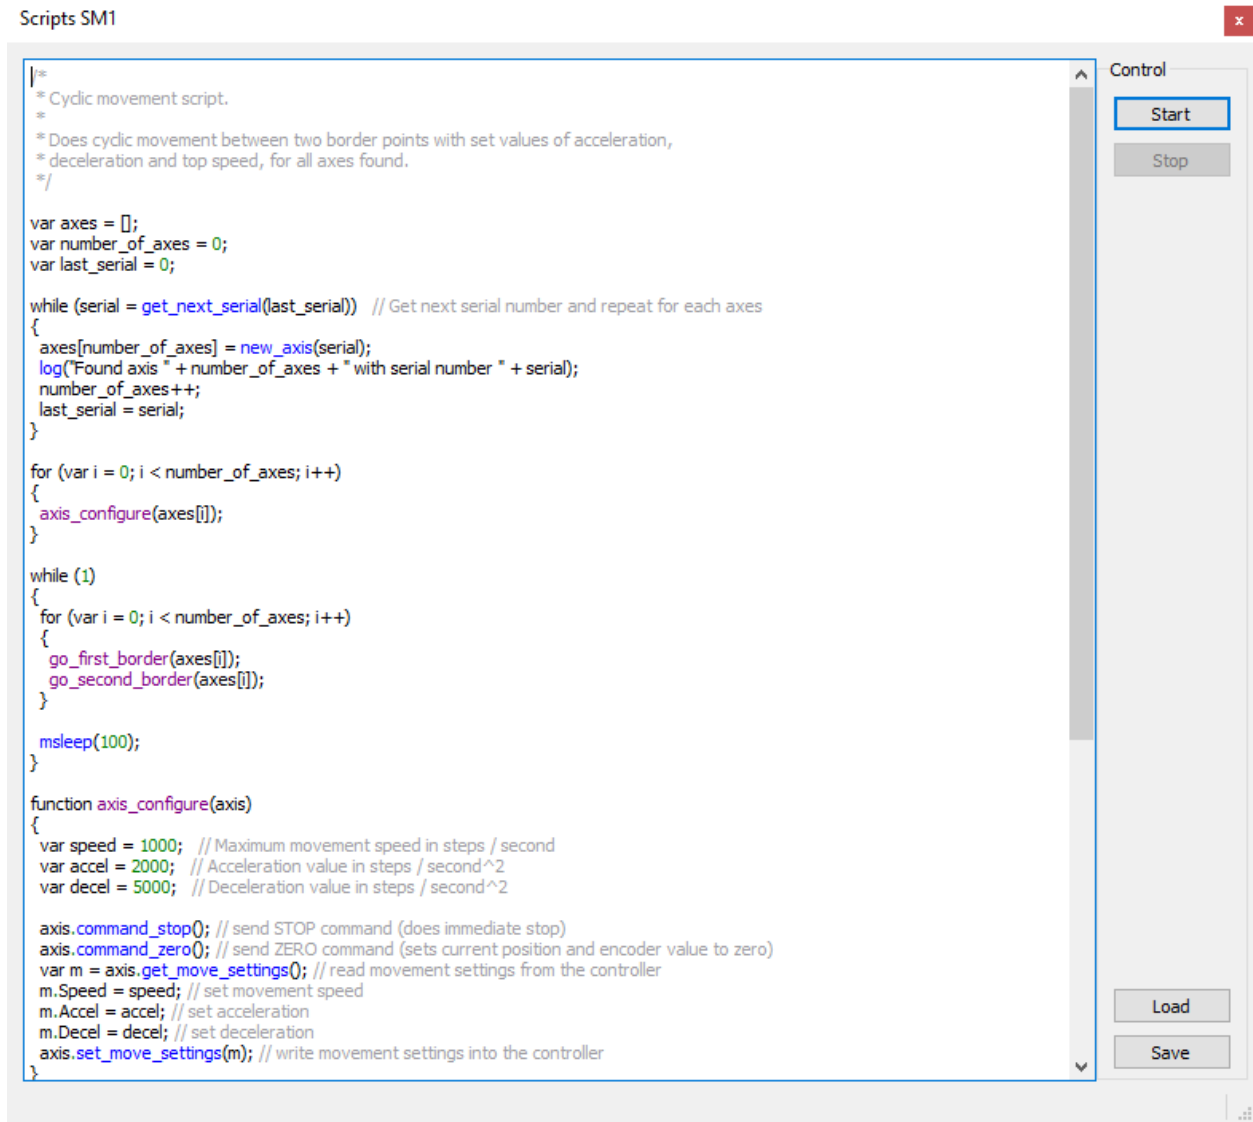 Scripts SM1
x
/*
 * Cyclic movement script.
 *
 * Does cyclic movement between two border points with set values of acceleration,
 * deceleration and top speed, for all axes found.
 */
var axes = [];
var number_of_axes = 0;
var last_serial = 0;
while (serial = get_next_serial(last_serial))   // Get next serial number and repeat for each axes
{
  axes[number_of_axes] = new_axis(serial);
  log("Found axis " + number_of_axes + " with serial number " + serial);
  number_of_axes++;
  last_serial = serial;
}
for (var i = 0; i < number_of_axes; i++)
{
  axis_configure(axes[i]);
}
while (1)
{
  for (var i = 0; i < number_of_axes; i++)
  {
    go_first_border(axes[i]);
    go_second_border(axes[i]);
  }
  msleep(100);
}
function axis_configure(axis)
{
  var speed = 1000;   // Maximum movement speed in steps / second
  var accel = 2000;   // Acceleration value in steps / second^2
  var decel = 5000;   // Deceleration value in steps / second^2
  axis.command_stop(); // send STOP command (does immediate stop)
  axis.command_zero(); // send ZERO command (sets current position and encoder value to zero)
  var m = axis.get_move_settings(); // read movement settings from the controller
  m.Speed = speed; // set movement speed
  m.Accel = accel; // set acceleration
  m.Decel = decel; // set deceleration
  axis.set_move_settings(m); // write movement settings into the controller
}
Control
Start
Stop
Load
Save